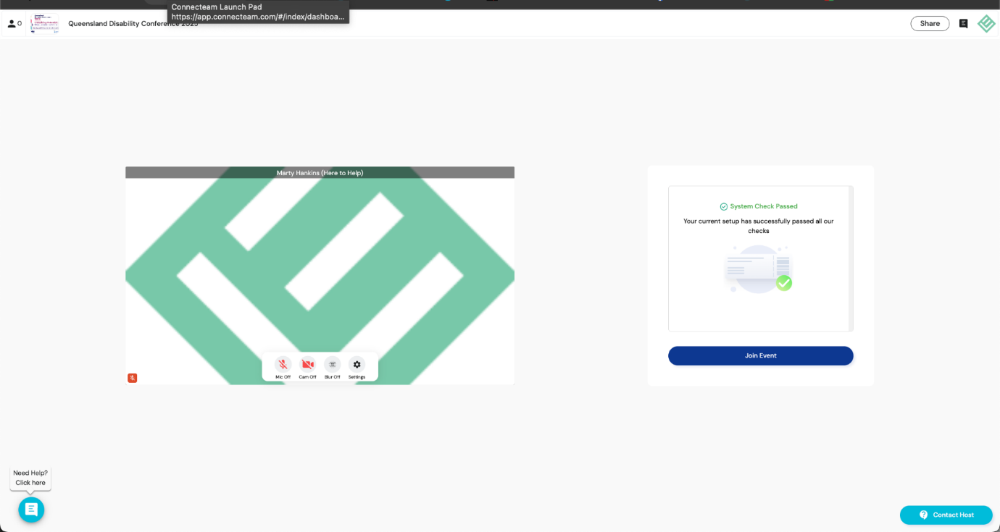 Connecteam Launch Pad
https://app.connecteam.com/#/index/dashboa...
0
Queensland Disability Conference 2025
Share
Marty Hankins (Here to Help)
System Check Passed
Your current setup has successfully passed all our
checks
Join Event
Mic Off
Cam Off
Blur Off
Settings
Need Help?
Click here
Contact Host